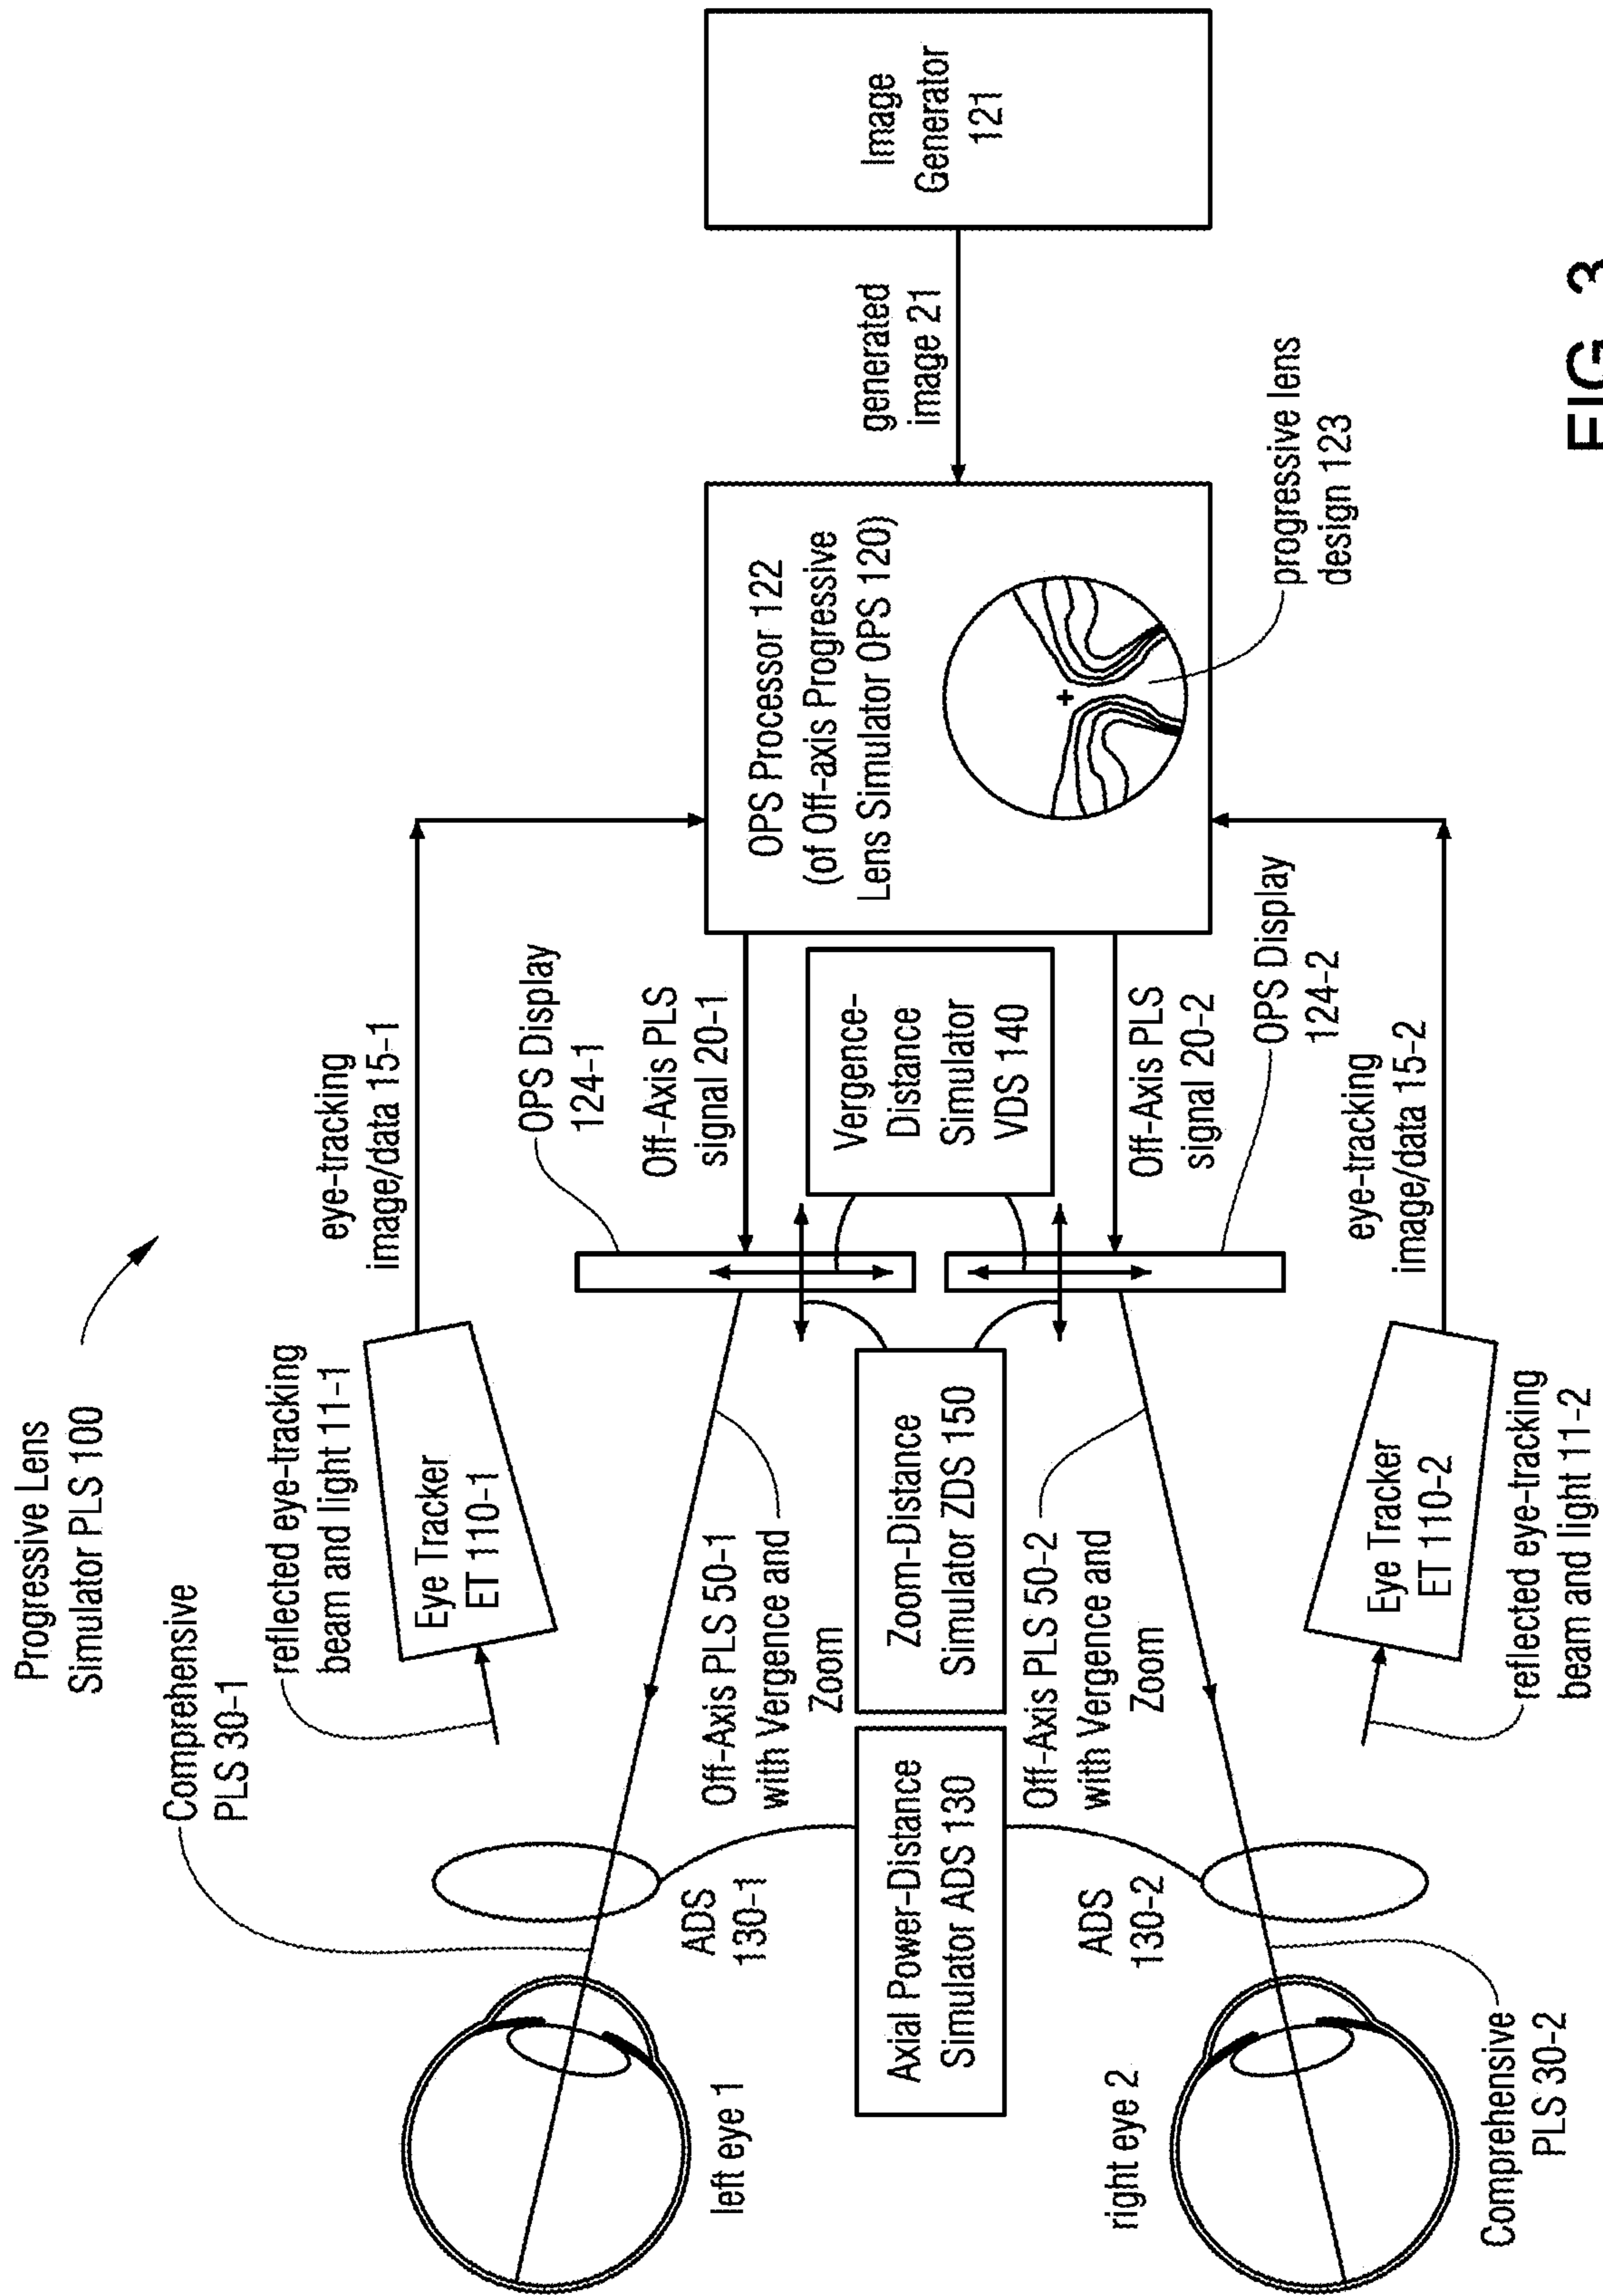 Progressive Lens
Simulator PLS 100
Comprehensive
PLS 30-1
reflected eye-tracking
beam and light 11-1
Eye Tracker
ET 110-1
eye-tracking
image/data 15-1
left eye 1
ADS
130-1
Off-Axis PLS 50-1
with Vergence and
Zoom
OPS Display
124-1
Off-Axis PLS
signal 20-1
Axial Power-Distance
Simulator ADS 130
Zoom-Distance
Simulator ZDS 150
Vergence-
Distance
Simulator
VDS 140
OPS Processor 122
(of Off-axis Progressive
Lens Simulator OPS 120)
generated
image 21
Image
Generator
121
right eye 2
ADS
130-2
Off-Axis PLS 50-2
with Vergence and
Zoom
Off-Axis PLS
signal 20-2
OPS Display
124-2
progressive lens
design 123
Comprehensive
PLS 30-2
Eye Tracker
ET 110-2
reflected eye-tracking
beam and light 11-2
eye-tracking
image/data 15-2
FIG. 3